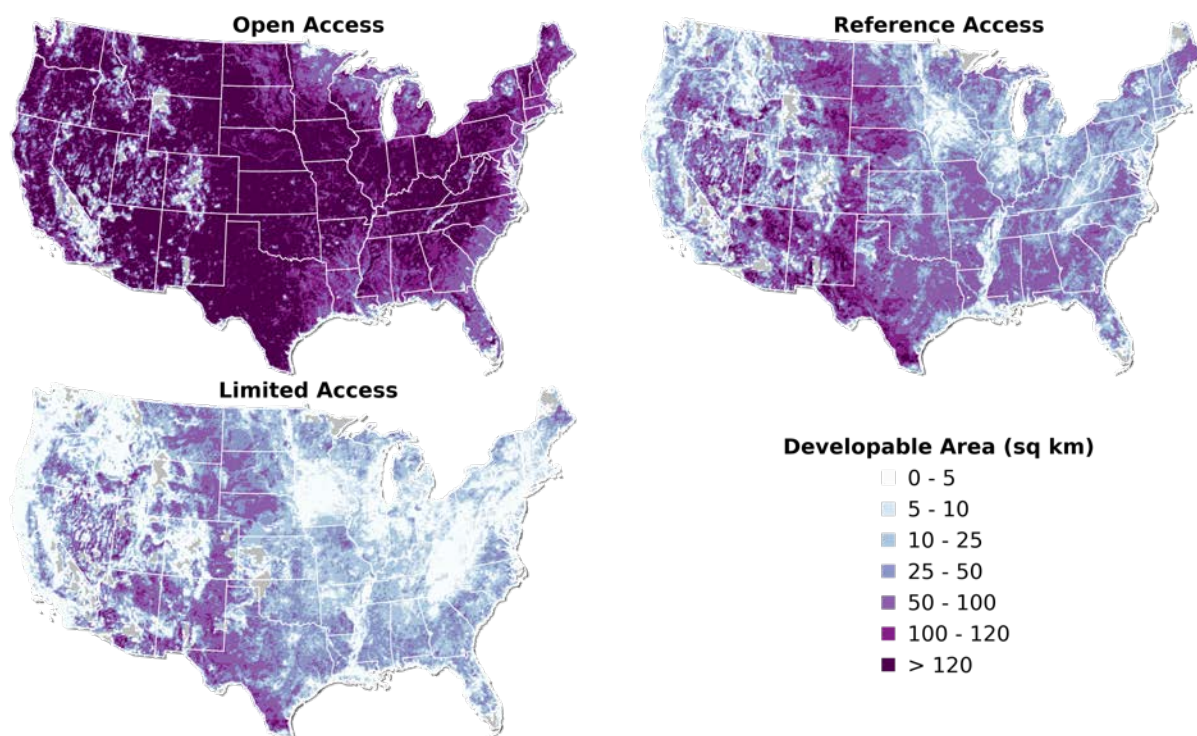 Open Access
Reference Access
Limited Access
Developable Area (sq km)
0 - 5
5 - 10
10 - 25
25 - 50
50 - 100
100 - 120
> 120